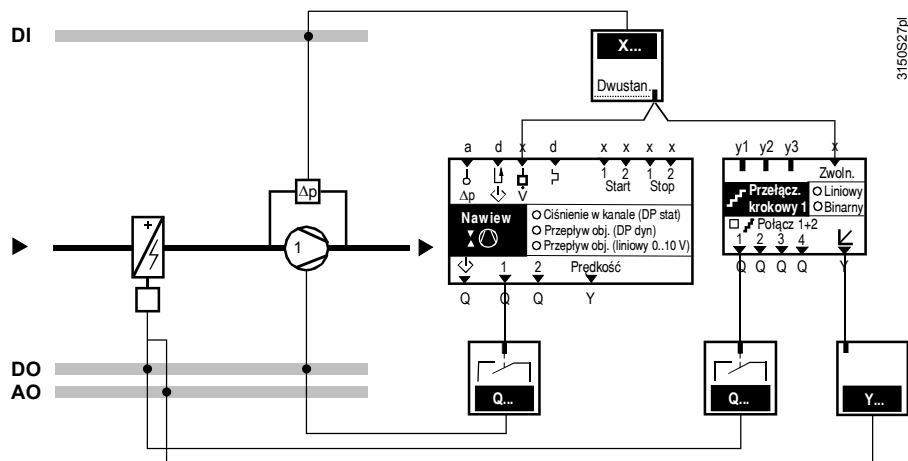 DI
X...
Dwustan.
3150S27pl
a d x d x x x x
1 2 1 2
Start Stop
Δp V
Nawiew
Ciśnienie w kanale (DP stat)
Przepływ obj. (DP dyn)
Przepływ obj. (liniowy 0..10 V)
1 2 Prędkość
Q Q Q Y
y1 y2 y3 x
Zwoln.
Przełącz.
krokowy 1
Liniowy
Binarny
Połącz 1+2
1 2 3 4
Q Q Q Q Y
Δp
+
1
DO
AO
Q...
Q...
Y...